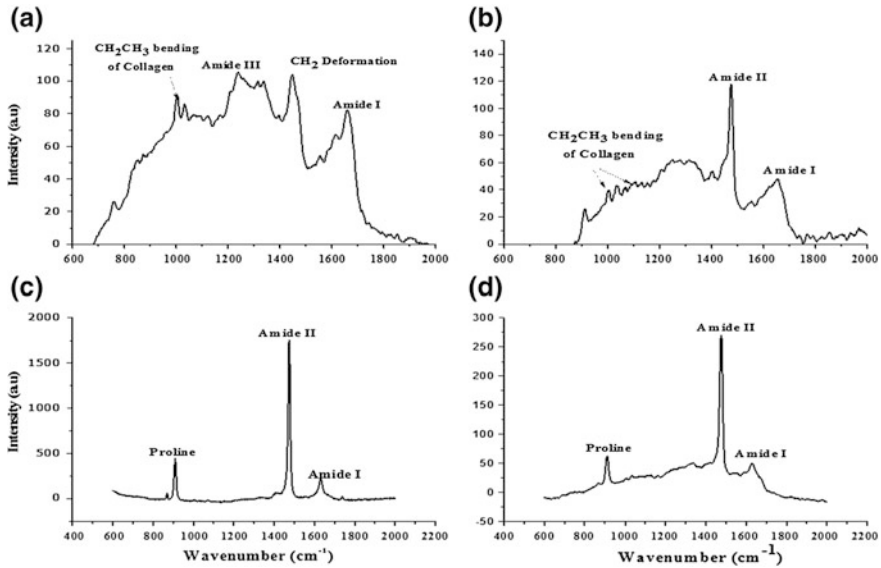 (a)
120
100
80
60
40
20
0
Intensity (a.u)
CH₂CH₃ bending
of Collagen
Amide III
CH₂ Deformation
Amide I
600 800 1000 1200 1400 1600 1800 2000
(b)
140
120
100
80
60
40
20
0
CH₂CH₃ bending
of Collagen
Amide II
Amide I
600 800 1000 1200 1400 1600 1800 2000
(c)
2000
1500
1000
500
0
Intensity (a.u)
Proline
Amide II
Amide I
400 600 800 1000 1200 1400 1600 1800 2000 2200
Wavenumber (cm⁻¹)
(d)
300
250
200
150
100
50
0
-50
Proline
Amide II
Amide I
400 600 800 1000 1200 1400 1600 1800 2000 2200
Wavenumber (cm⁻¹)